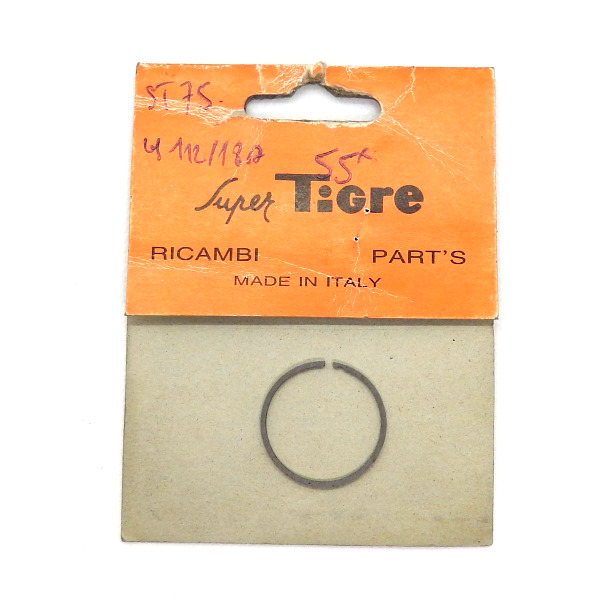 ST 75.
4 112/180
55
Super TiGre
RICAMBI PART'S
MADE IN ITALY